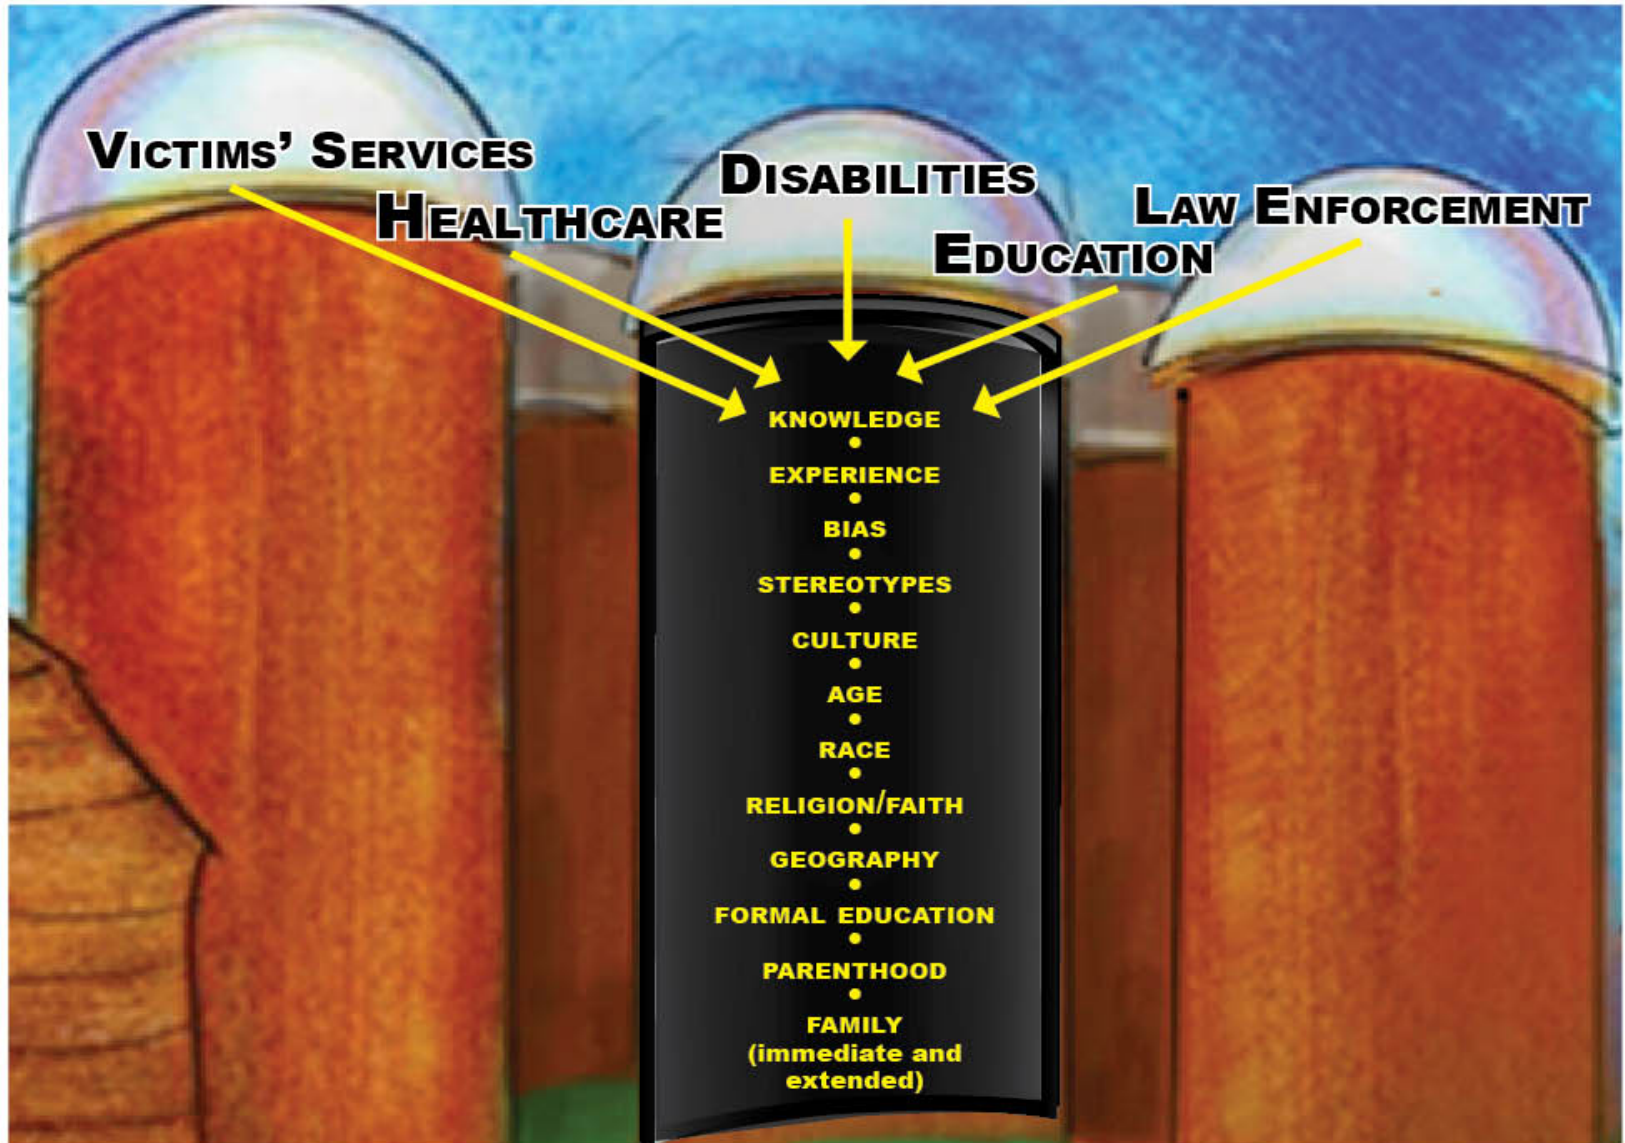 Victims’ Services
Healthcare
Disabilities
Education
Law Enforcement
KNOWLEDGE
•
EXPERIENCE
•
BIAS
•
STEREOTYPES
•
CULTURE
•
AGE
•
RACE
•
RELIGION/FAITH
•
GEOGRAPHY
•
FORMAL EDUCATION
•
PARENTHOOD
•
FAMILY
(immediate and
extended)